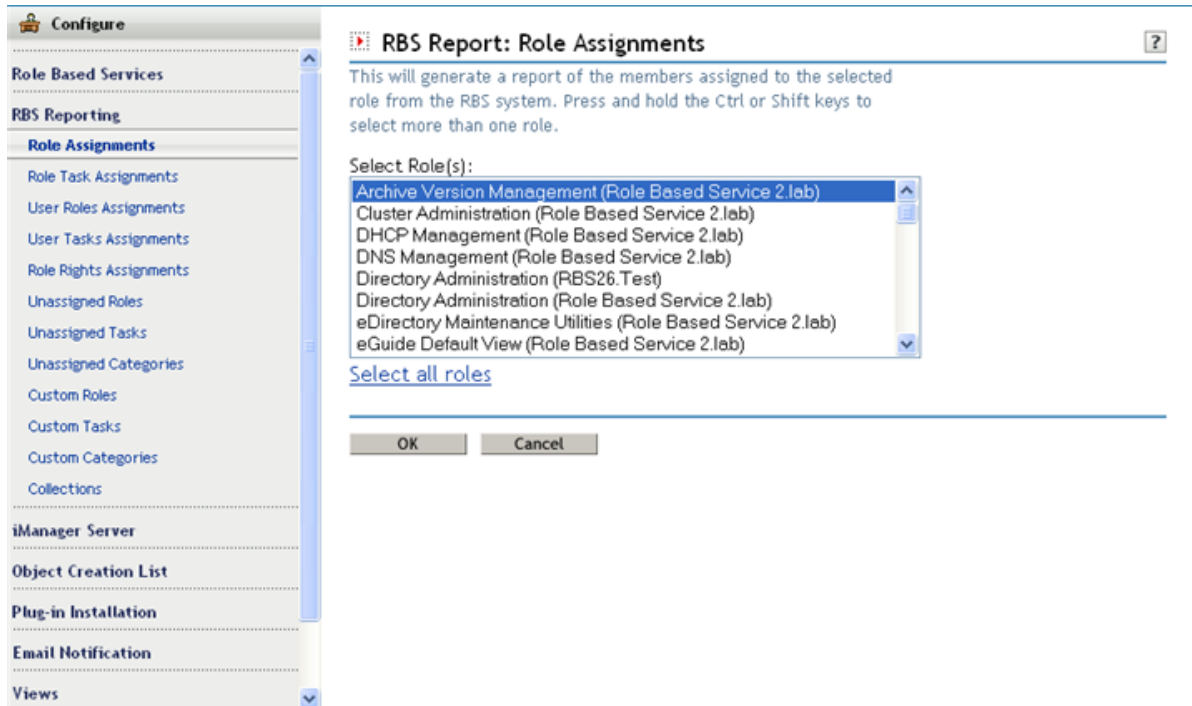 Configure
Role Based Services
RBS Reporting
Role Assignments
Role Task Assignments
User Roles Assignments
User Tasks Assignments
Role Rights Assignments
Unassigned Roles
Unassigned Tasks
Unassigned Categories
Custom Roles
Custom Tasks
Custom Categories
Collections
iManager Server
Object Creation List
Plug-in Installation
Email Notification
Views
RBS Report: Role Assignments
?
This will generate a report of the members assigned to the selected
role from the RBS system. Press and hold the Ctrl or Shift keys to
select more than one role.
Select Role(s):
Archive Version Management (Role Based Service 2.lab)
Cluster Administration (Role Based Service 2.lab)
DHCP Management (Role Based Service 2.lab)
DNS Management (Role Based Service 2.lab)
Directory Administration (RBS26.Test)
Directory Administration (Role Based Service 2.lab)
eDirectory Maintenance Utilities (Role Based Service 2.lab)
eGuide Default View (Role Based Service 2.lab)
Select all roles
OK
Cancel